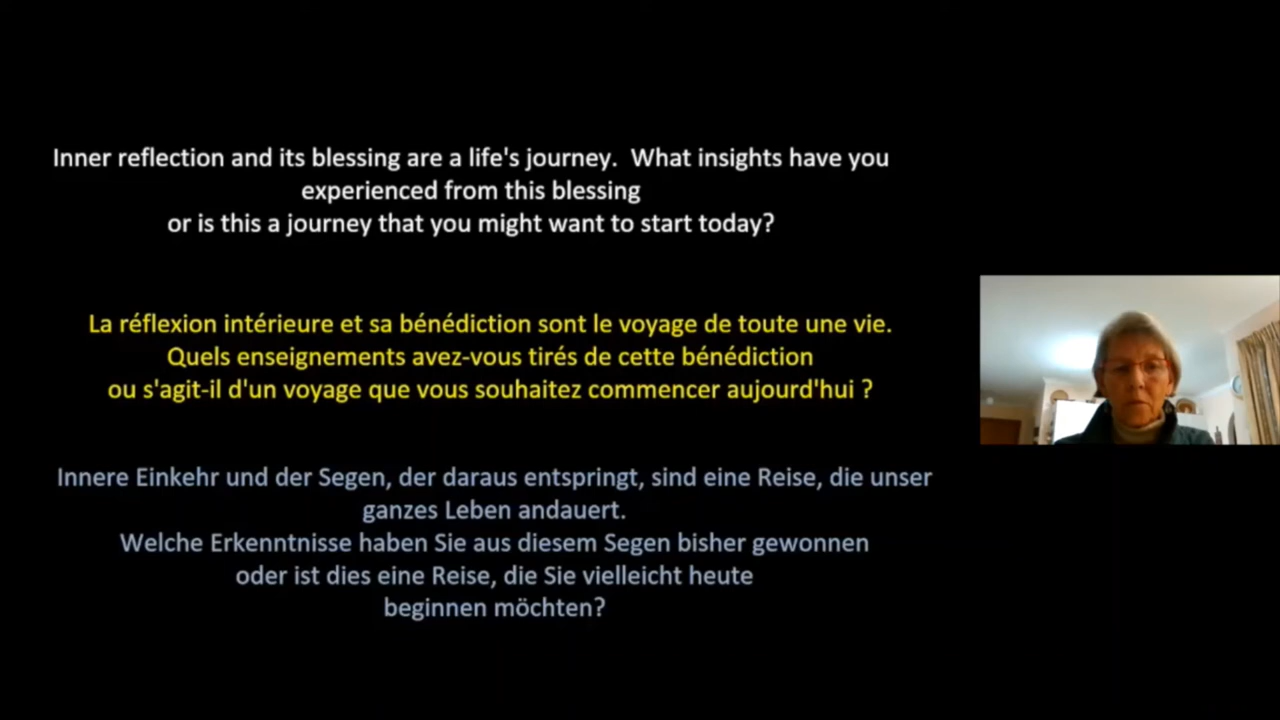 Inner reflection and its blessing are a life's journey.  What insights have you
experienced from this blessing
or is this a journey that you might want to start today?
La réflexion intérieure et sa bénédiction sont le voyage de toute une vie.
Quels enseignements avez-vous tirés de cette bénédiction
ou s'agit-il d'un voyage que vous souhaitez commencer aujourd'hui ?
Innere Einkehr und der Segen, der daraus entspringt, sind eine Reise, die unser
ganzes Leben andauert.
Welche Erkenntnisse haben Sie aus diesem Segen bisher gewonnen
oder ist dies eine Reise, die Sie vielleicht heute
beginnen möchten?